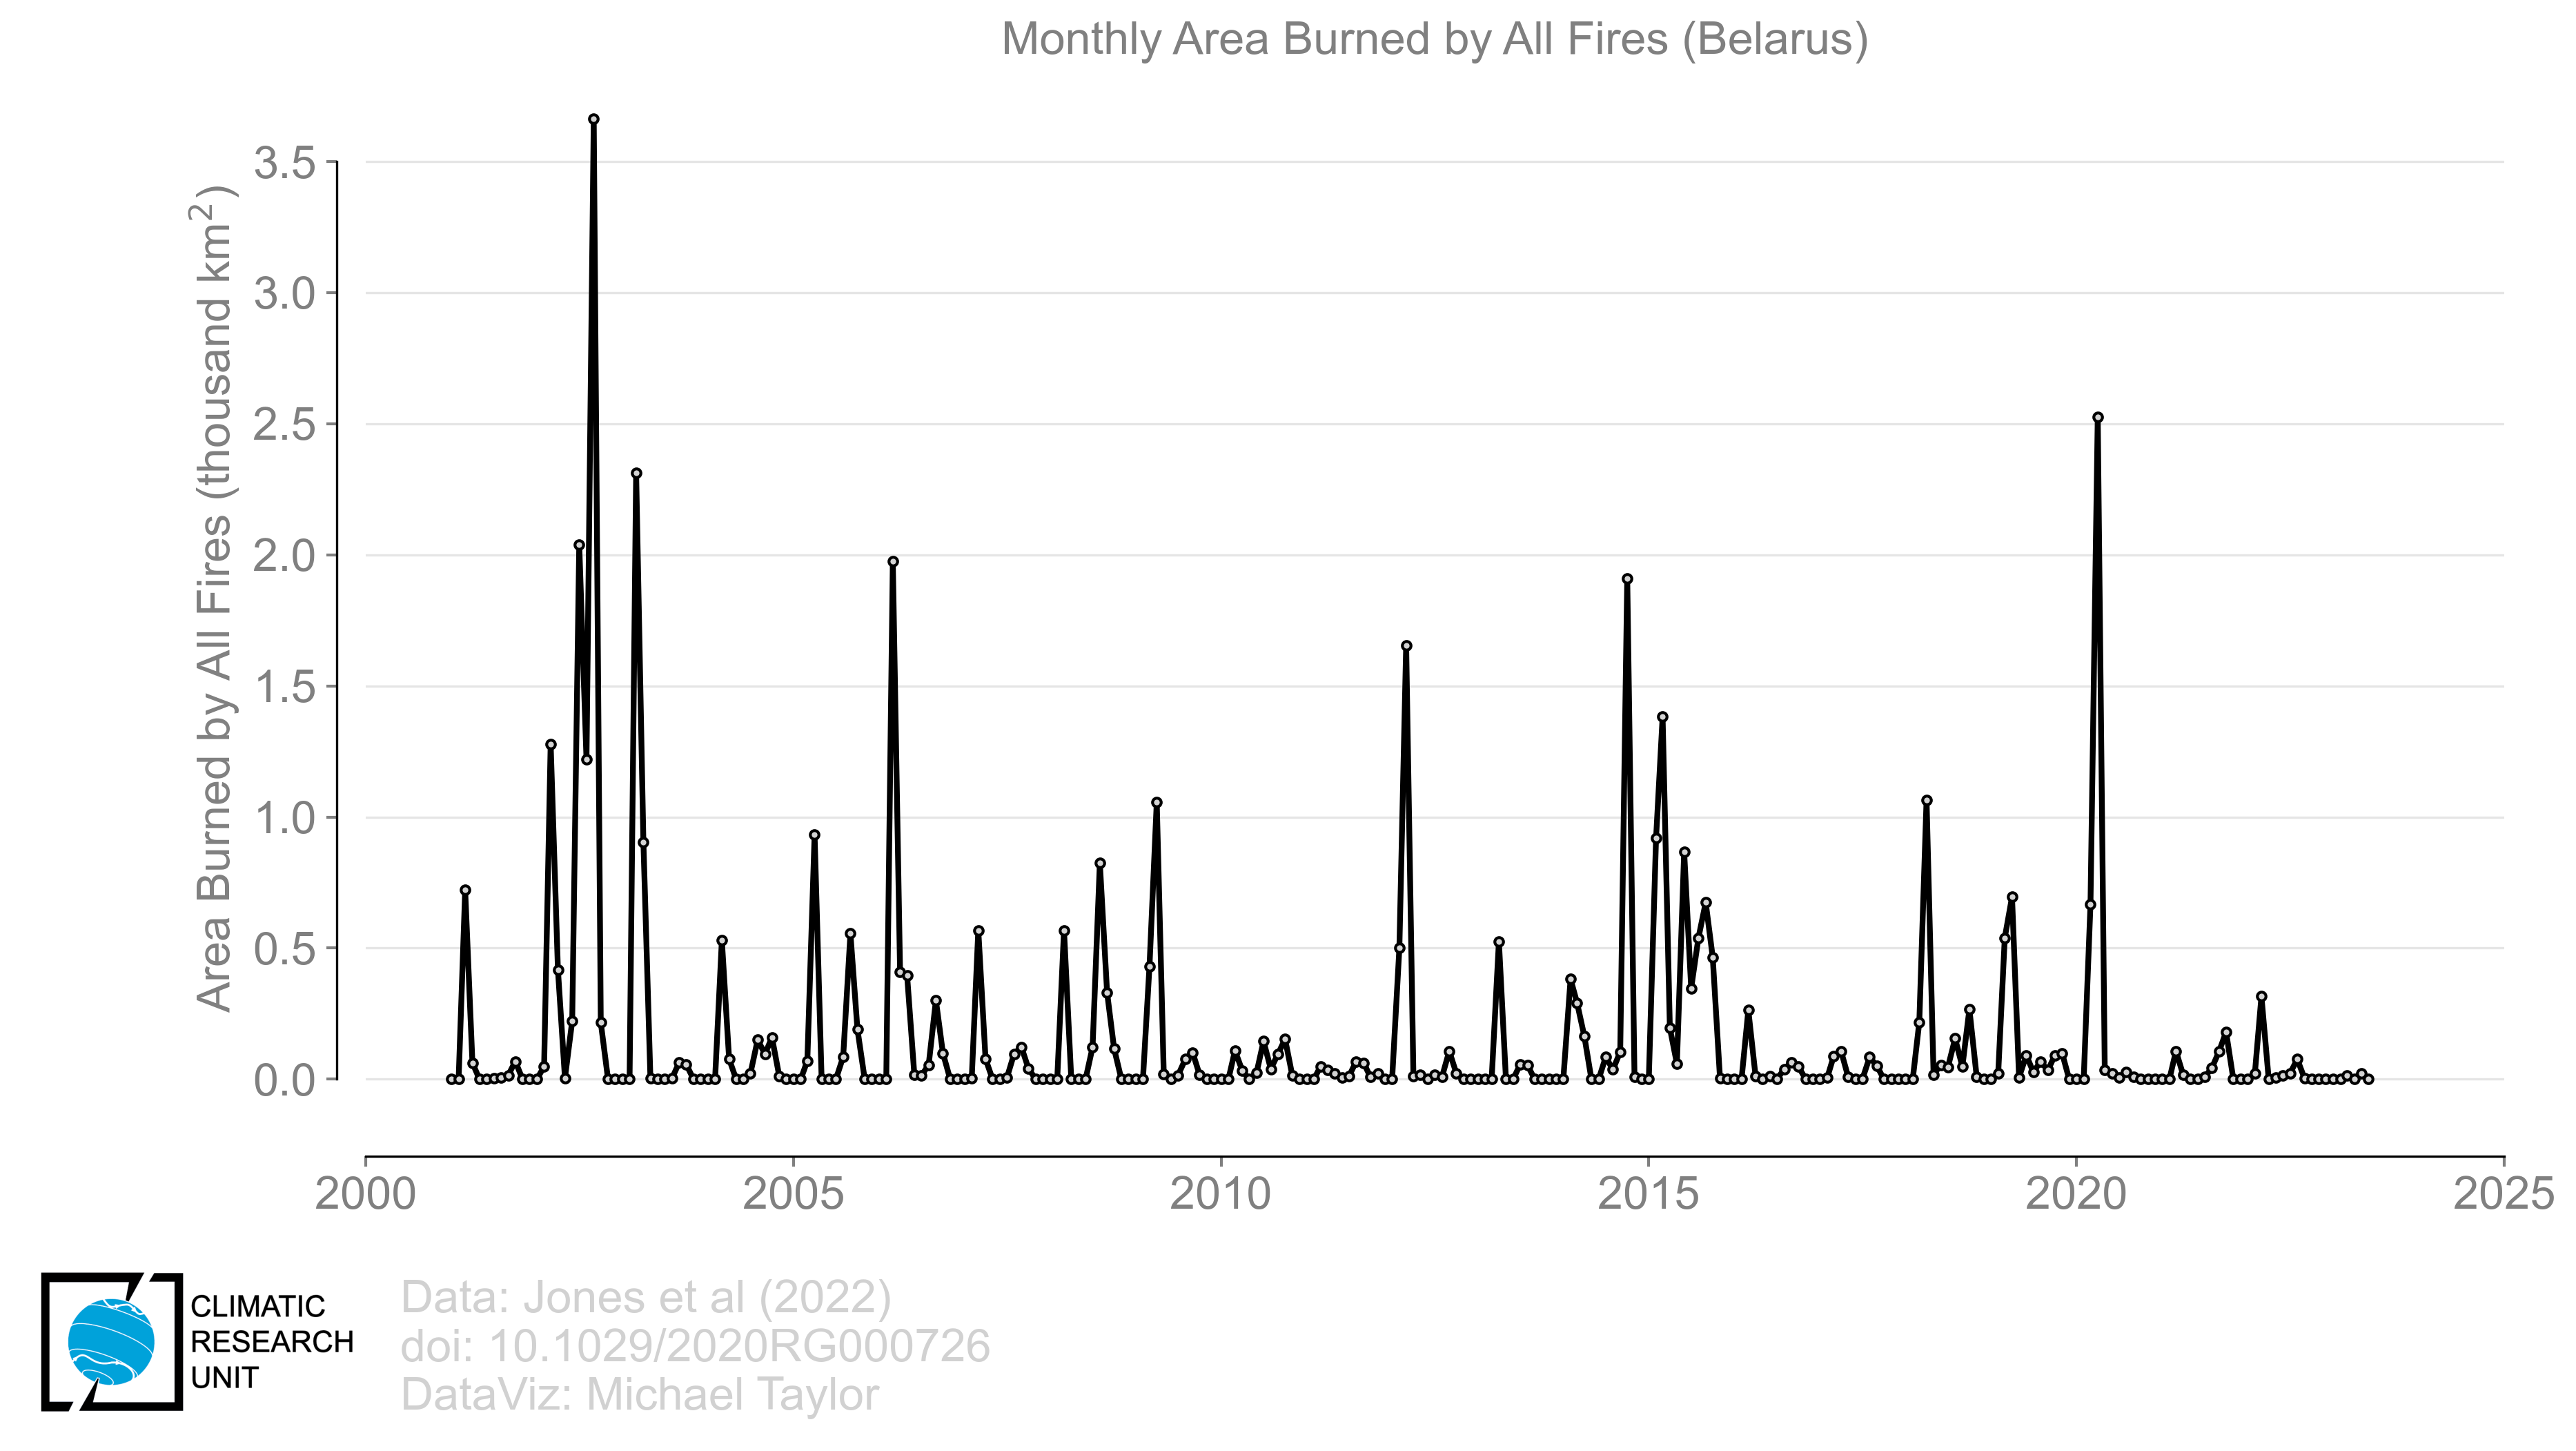 Monthly Area Burned by All Fires (Belarus)
Area Burned by All Fires (thousand km²)
3.5
3.0
2.5
2.0
1.5
1.0
0.5
0.0
2000 2005 2010 2015 2020 2025
CLIMATIC
RESEARCH
UNIT
Data: Jones et al (2022)
doi: 10.1029/2020RG000726
DataViz: Michael Taylor